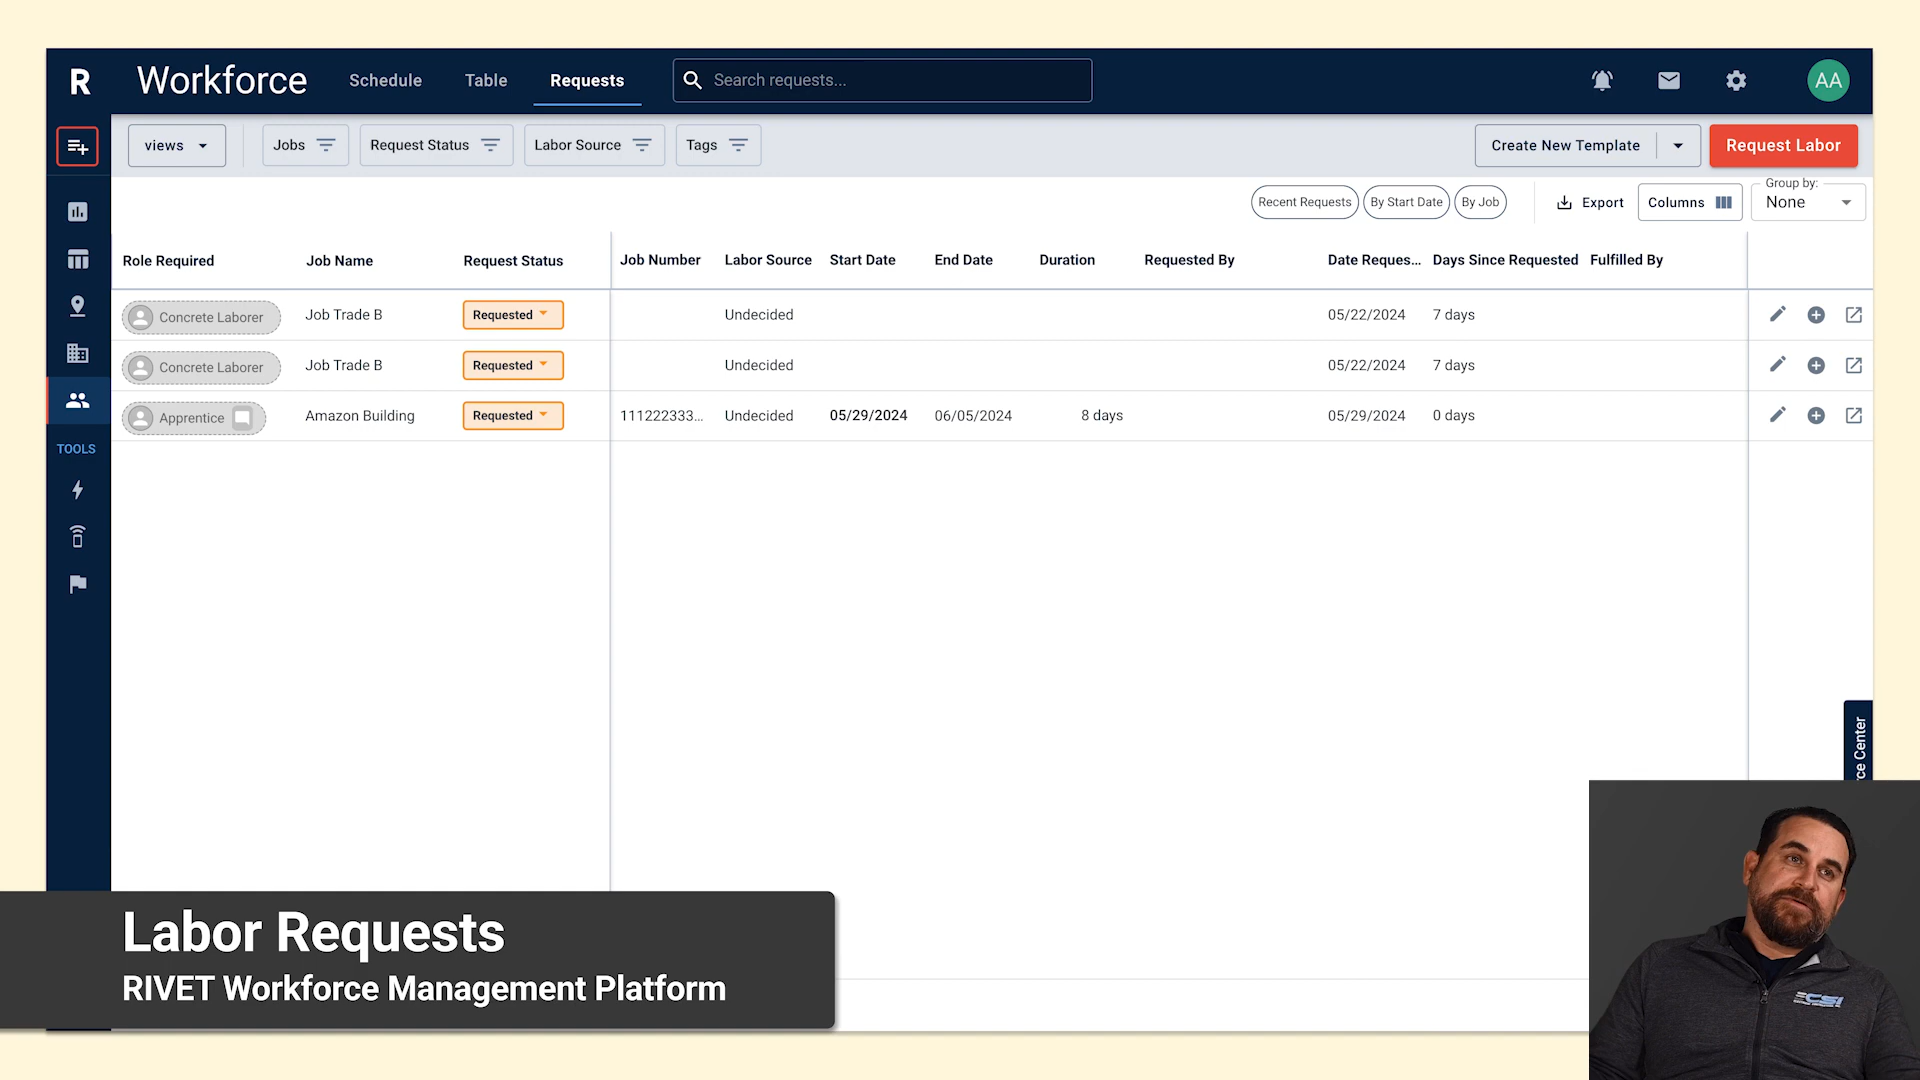 R Workforce Schedule Table Requests Search requests... AA
views Jobs Request Status Labor Source Tags Create New Template Request Labor
Recent Requests By Start Date By Job Export Columns Group by: None
Role Required Job Name Request Status Job Number Labor Source Start Date End Date Duration Requested By Date Reques... Days Since Requested Fulfilled By
Concrete Laborer Job Trade B Requested Undecided 05/22/2024 7 days
Concrete Laborer Job Trade B Requested Undecided 05/22/2024 7 days
Apprentice Amazon Building Requested 111222333... Undecided 05/29/2024 06/05/2024 8 days 05/29/2024 0 days
TOOLS
ce Center
Labor Requests
RIVET Workforce Management Platform
CSI